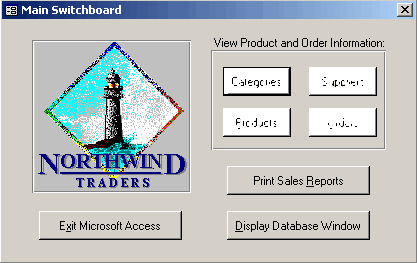 Main Switchboard
View Product and Order Information:
Categories
Products
NORTHWIND
TRADERS
Print Sales Reports
Exit Microsoft Access
Display Database Window